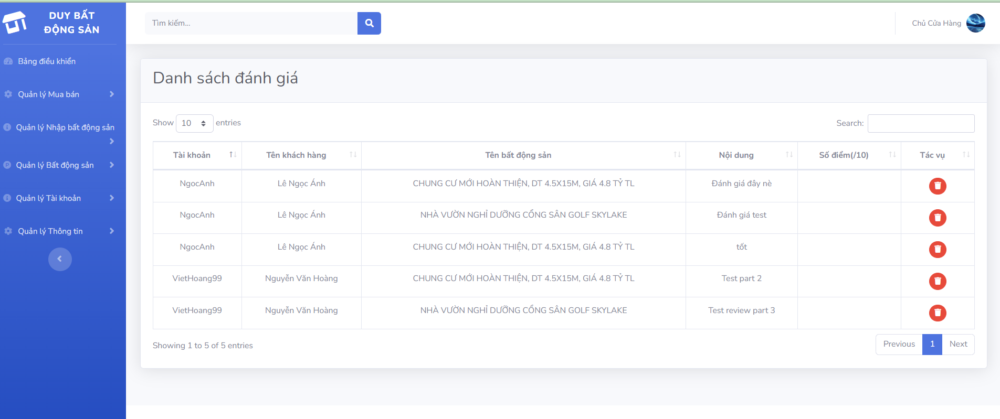 DUY BẤT
ĐỘNG SẢN
Tìm kiếm...
Chủ Cửa Hàng
Bảng điều khiển
Quản lý Mua bán
Quản lý Nhập bất động sản
Quản lý Bất động sản
Quản lý Tài khoản
Quản lý Thông tin
Danh sách đánh giá
Show 10 entries
Search:
Tài khoản Tên khách hàng Tên bất động sản Nội dung Số điểm(/10) Tác vụ
NgocAnh Lê Ngọc Ánh CHUNG CƯ MỚI HOÀN THIỆN, DT 4.5X15M, GIÁ 4.8 TỶ TL Đánh giá đây nè
NgocAnh Lê Ngọc Ánh NHÀ VƯỜN NGHỈ DƯỠNG CỔNG SÂN GOLF SKYLAKE Đánh giá test
NgocAnh Lê Ngọc Ánh CHUNG CƯ MỚI HOÀN THIỆN, DT 4.5X15M, GIÁ 4.8 TỶ TL tốt
VietHoang99 Nguyễn Văn Hoàng CHUNG CƯ MỚI HOÀN THIỆN, DT 4.5X15M, GIÁ 4.8 TỶ TL Test part 2
VietHoang99 Nguyễn Văn Hoàng NHÀ VƯỜN NGHỈ DƯỠNG CỔNG SÂN GOLF SKYLAKE Test review part 3
Showing 1 to 5 of 5 entries
Previous 1 Next